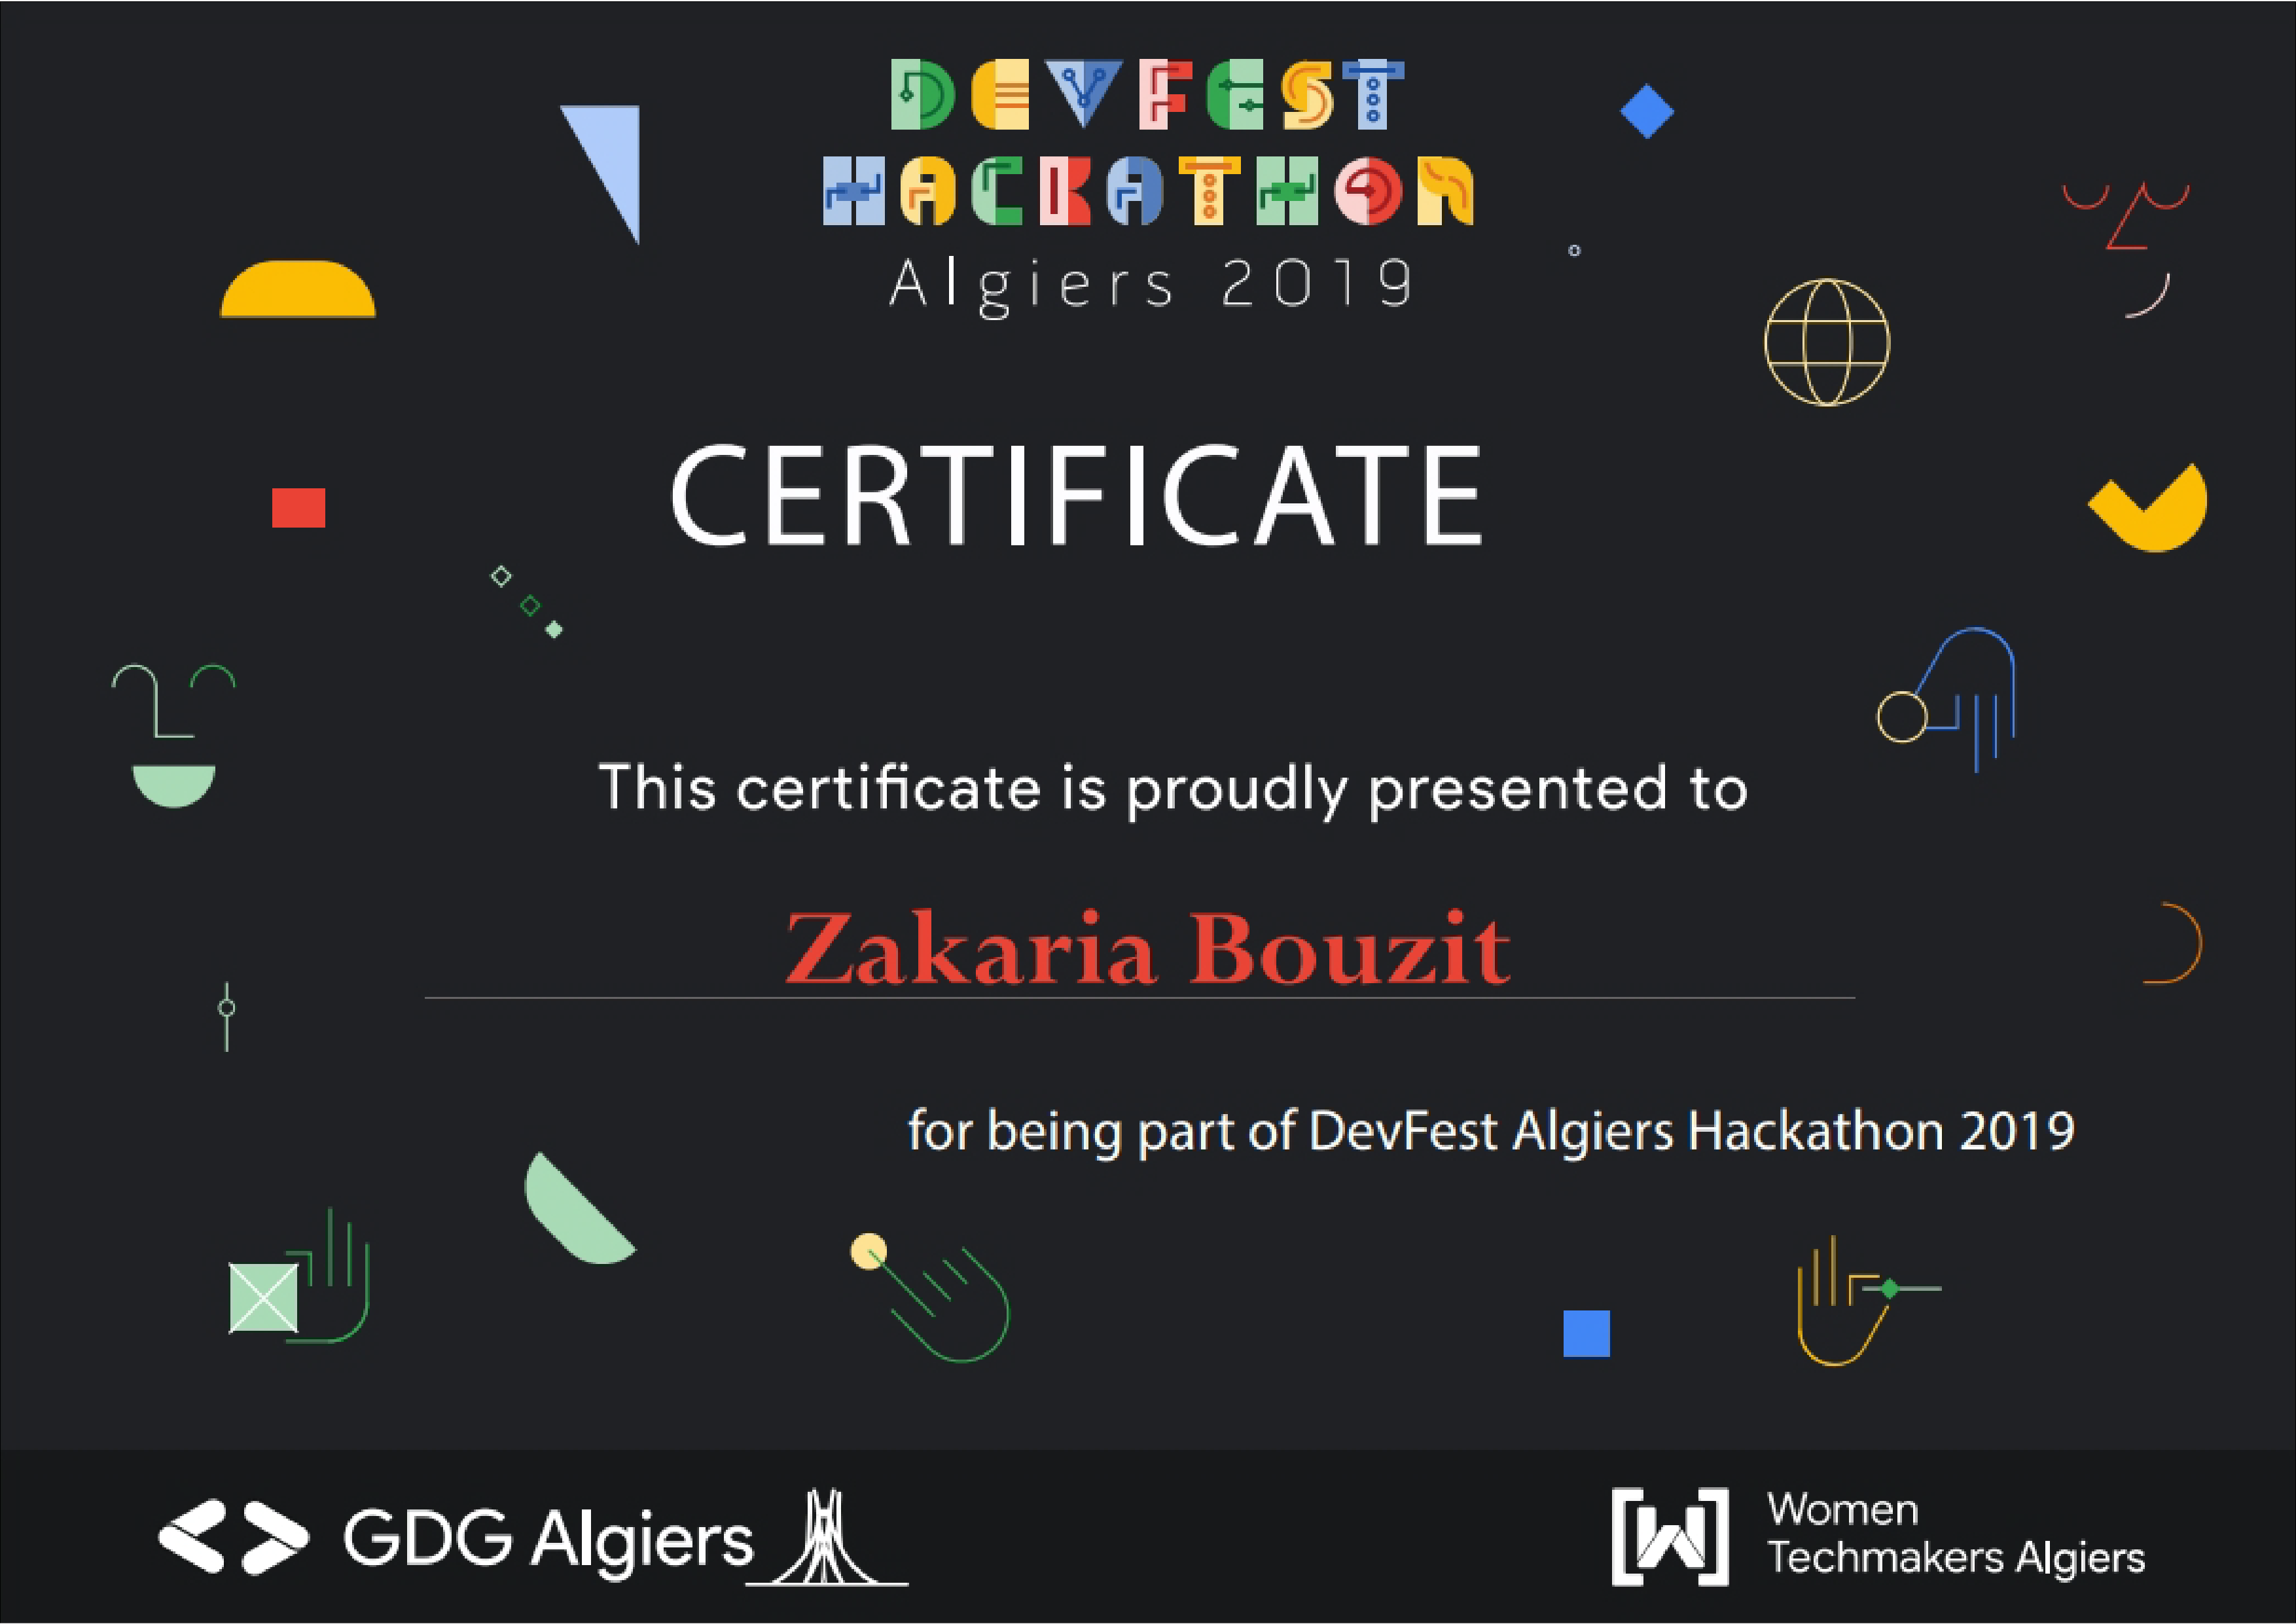 DEVFEST
HACKATHON
Algiers 2019
CERTIFICATE
This certificate is proudly presented to
Zakaria Bouzit
for being part of DevFest Algiers Hackathon 2019
GDG Algiers
Women
Techmakers Algiers